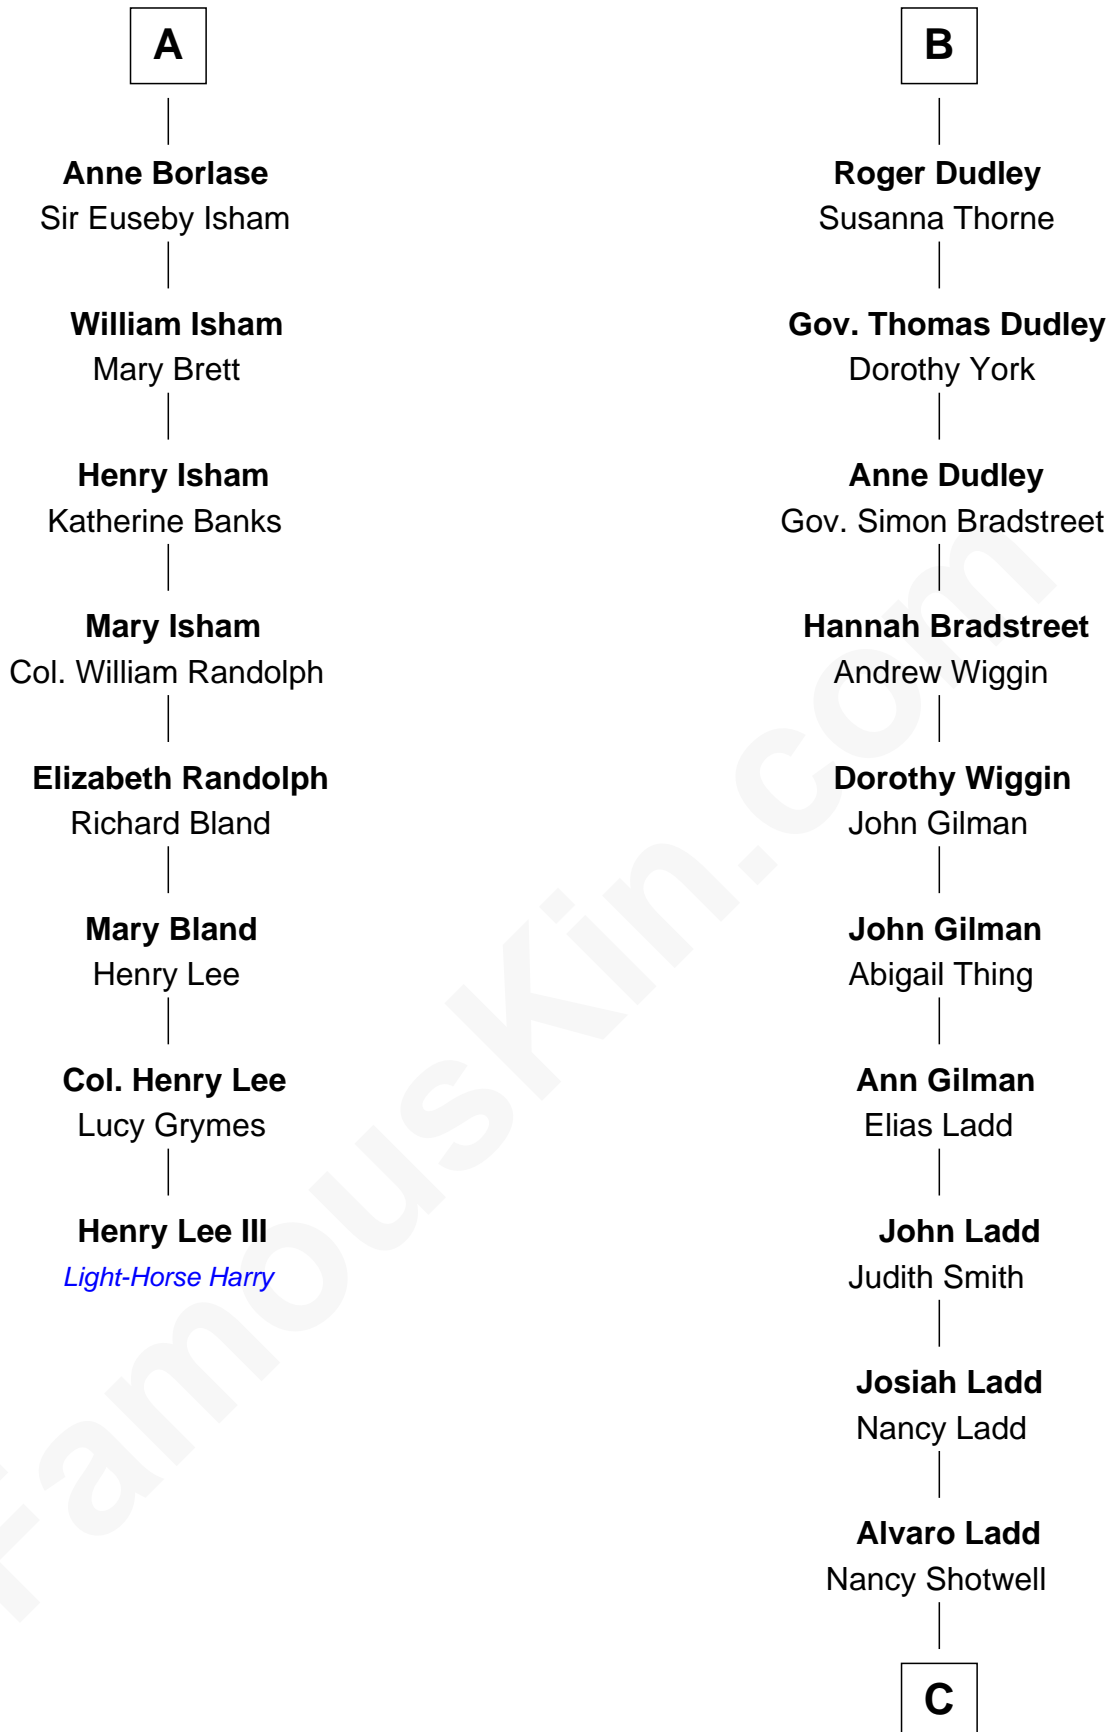 A
Anne Borlase
Sir Euseby Isham
William Isham
Mary Brett
Henry Isham
Katherine Banks
Mary Isham
Col. William Randolph
Elizabeth Randolph
Richard Bland
Mary Bland
Henry Lee
Col. Henry Lee
Lucy Grymes
Henry Lee III
Light-Horse Harry
B
Roger Dudley
Susanna Thorne
Gov. Thomas Dudley
Dorothy York
Anne Dudley
Gov. Simon Bradstreet
Hannah Bradstreet
Andrew Wiggin
Dorothy Wiggin
John Gilman
John Gilman
Abigail Thing
Ann Gilman
Elias Ladd
John Ladd
Judith Smith
Josiah Ladd
Nancy Ladd
Alvaro Ladd
Nancy Shotwell
C
FamousKin.com